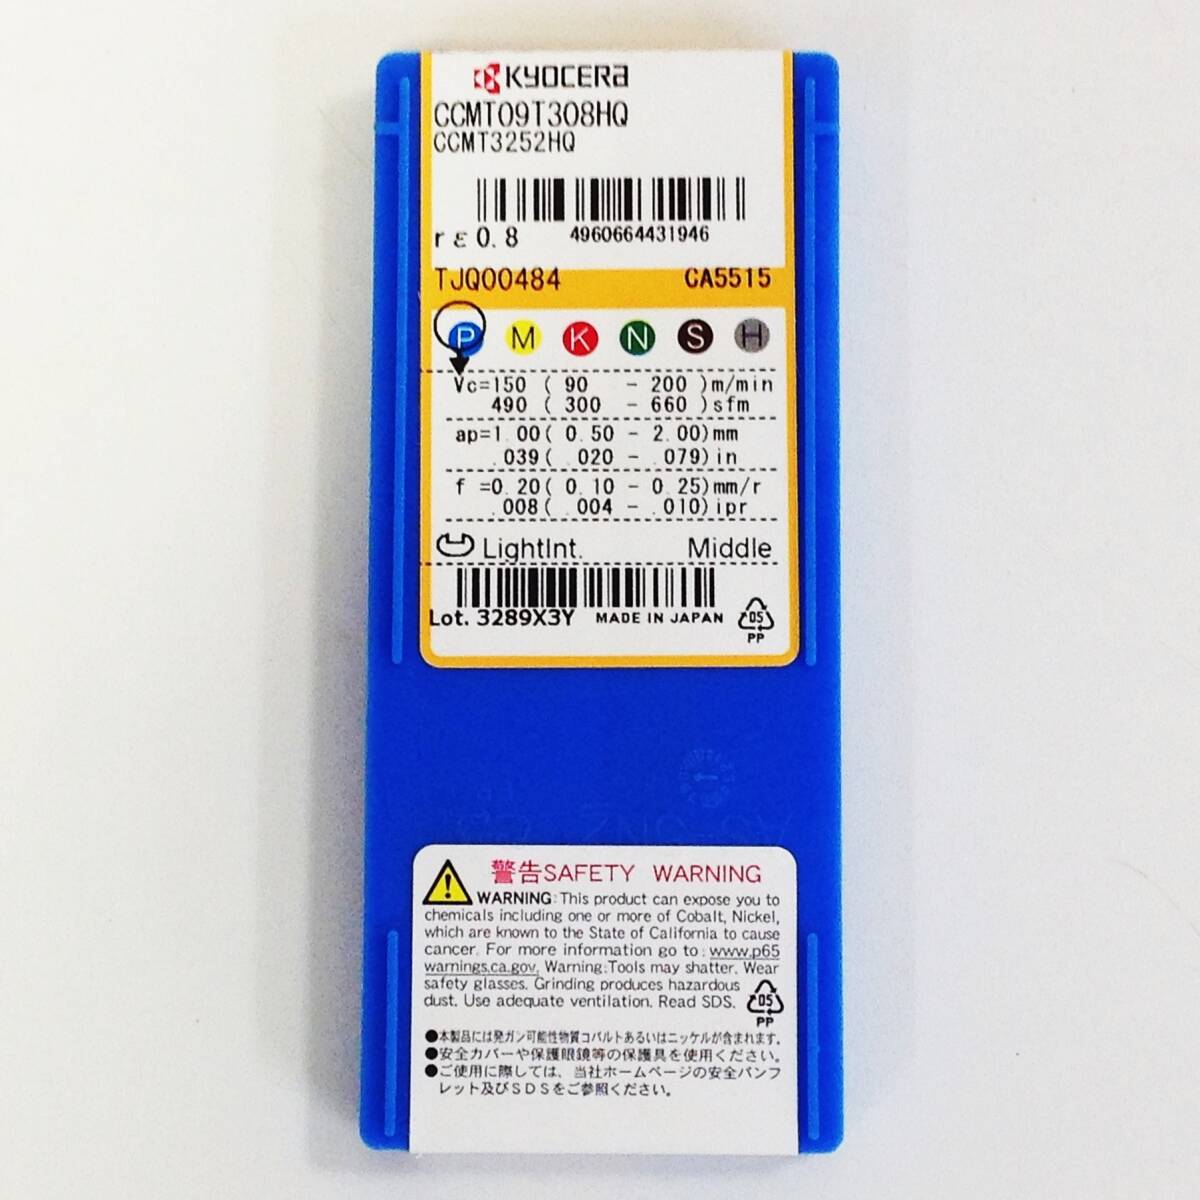 KYOCERA
CCMT09T308HQ
CCMT3252HQ
rε0.8 4960664431946
TJQ00484 CA5515
P M K N S H
Vc=150 ( 90 - 200 )m/min
490 ( 300 - 660 )sfm
ap=1.00( 0.50 - 2.00)mm
.039( .020 - .079)in
f =0.20( 0.10 - 0.25)mm/r
.008( .004 - .010)ipr
LightInt. Middle
Lot. 3289X3Y MADE IN JAPAN
05
PP
警告SAFETY WARNING
WARNING:This product can expose you to
chemicals including one or more of Cobalt, Nickel,
which are known to the State of California to cause
cancer. For more information go to : www.p65
warnings.ca.gov. Warning:Tools may shatter. Wear
safety glasses. Grinding produces hazardous
dust. Use adequate ventilation. Read SDS.
05
PP
●本製品には発ガン可能性物質コバルトあるいはニッケルが含まれます。
●安全カバーや保護眼鏡等の保護具を使用ください。
●ご使用に際しては、当社ホームページの安全パンフ
レット及びSDSをご参照ください。